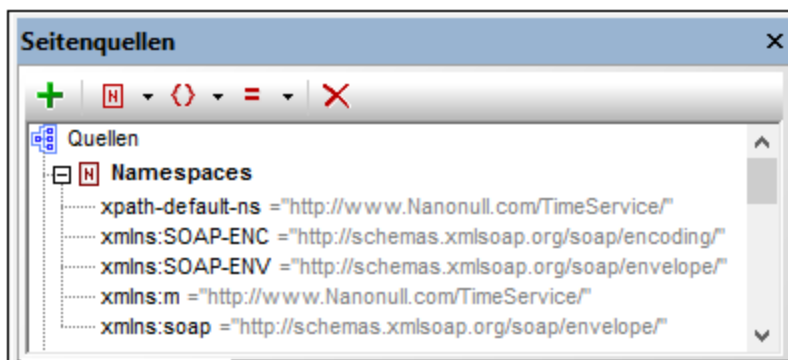 Seitenquellen
N {} =
Quellen
N Namespaces
xpath-default-ns ="http://www.Nanonull.com/TimeService/"
xmlns:SOAP-ENC ="http://schemas.xmlsoap.org/soap/encoding/"
xmlns:SOAP-ENV ="http://schemas.xmlsoap.org/soap/envelope/"
xmlns:m ="http://www.Nanonull.com/TimeService/"
xmlns:soap ="http://schemas.xmlsoap.org/soap/envelope/"